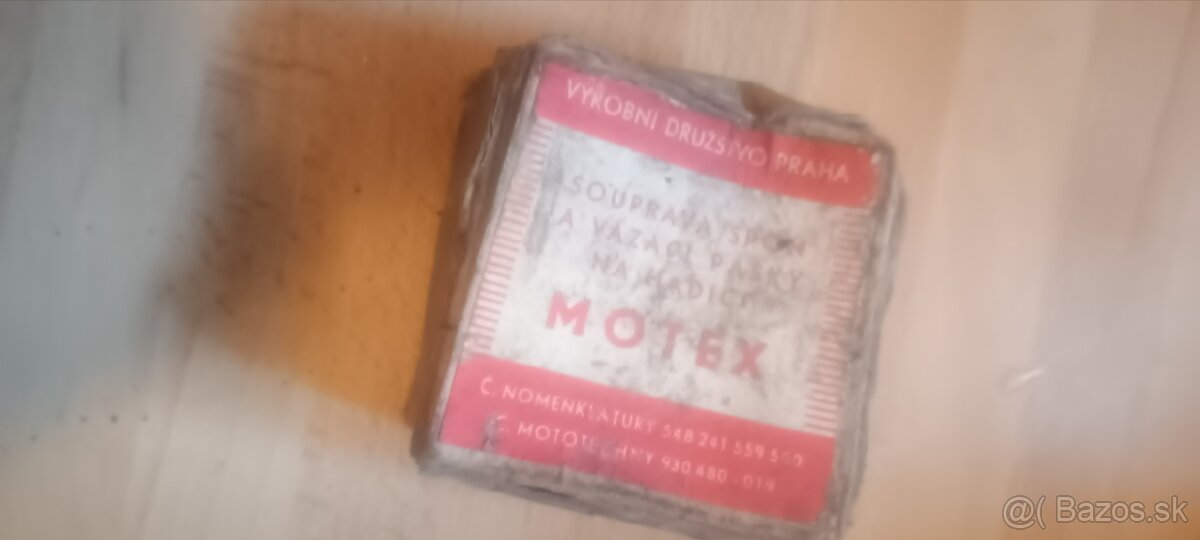 VÝROBNÍ DRUŽSTVO PRAHA
SOUPRAVA SPON
A VÁZACÍ PÁSKY
NA HADICI
MOTEX
Č. NOMENKLATURY 548 241 559 500
Č. MOTOTECHNY 930.480-019
@( Bazos.sk